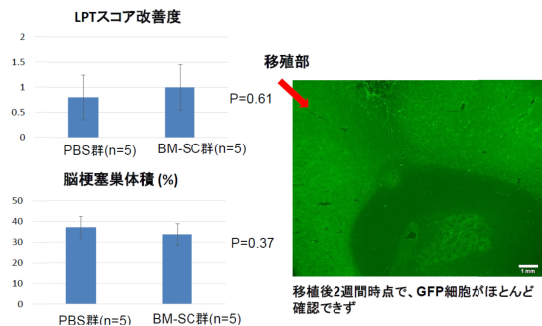 LPTスコア改善度
2
1.5
1
0.5
0
P=0.61
PBS群(n=5)
BM-SC群(n=5)
脳梗塞巣体積 (%)
50
40
30
20
10
0
P=0.37
PBS群(n=5)
BM-SC群(n=5)
移殖部
1 mm
移植後2週間時点で、GFP細胞がほとんど
確認できず